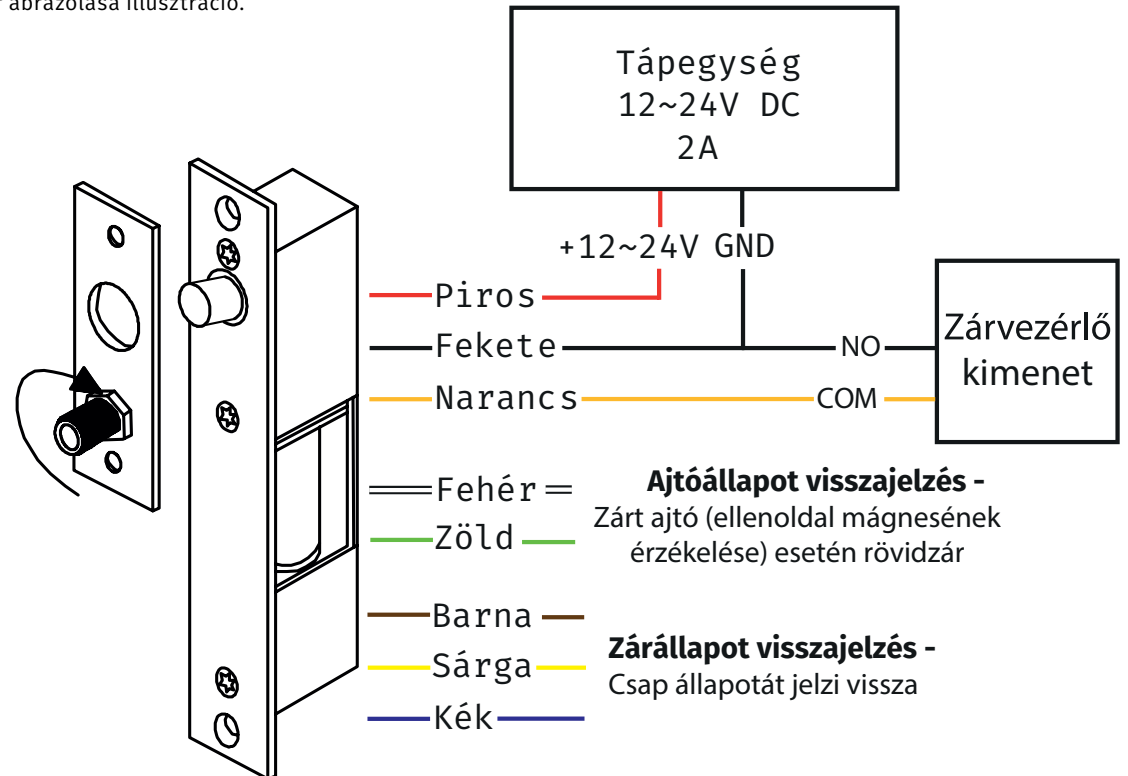 ábrázolása illusztráció.
Tápegység
12~24V DC
2A
+12~24V GND
Piros
Fekete
NO
Narancs
COM
Zárvezérlő
kimenet
Fehér
Zöld
Ajtóállapot visszajelzés -
Zárt ajtó (ellenoldal mágnesének
érzékelése) esetén rövidzár
Barna
Sárga
Kék
Zárállapot visszajelzés -
Csap állapotát jelzi vissza